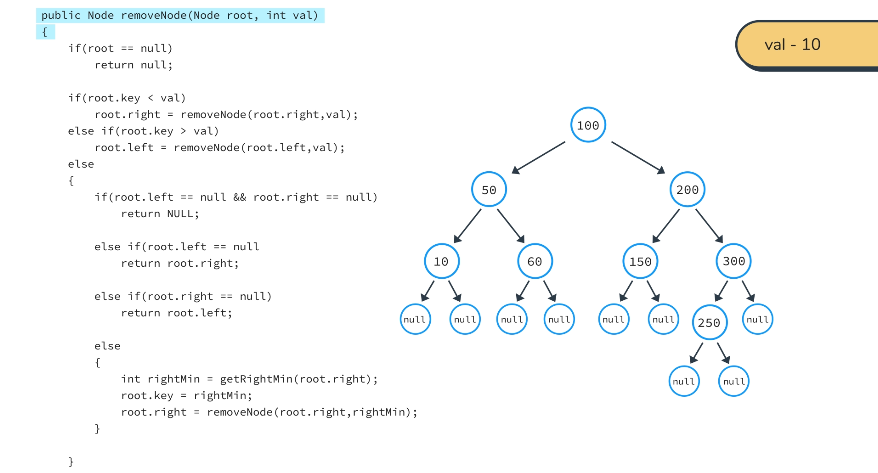 public Node removeNode(Node root, int val)
{
if(root == null)
return null;
if(root.key < val)
root.right = removeNode(root.right,val);
else if(root.key > val)
root.left = removeNode(root.left,val);
else
{
if(root.left == null && root.right == null)
return NULL;
else if(root.left == null
return root.right;
else if(root.right == null)
return root.left;
else
{
int rightMin = getRightMin(root.right);
root.key = rightMin;
root.right = removeNode(root.right,rightMin);
}
}
val - 10
100
50 200
10 60 150 300
null null null null null null 250 null
null null